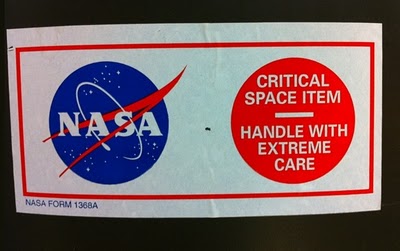 NASA
CRITICAL
SPACE ITEM
HANDLE WITH
EXTREME
CARE
NASA FORM 1368A